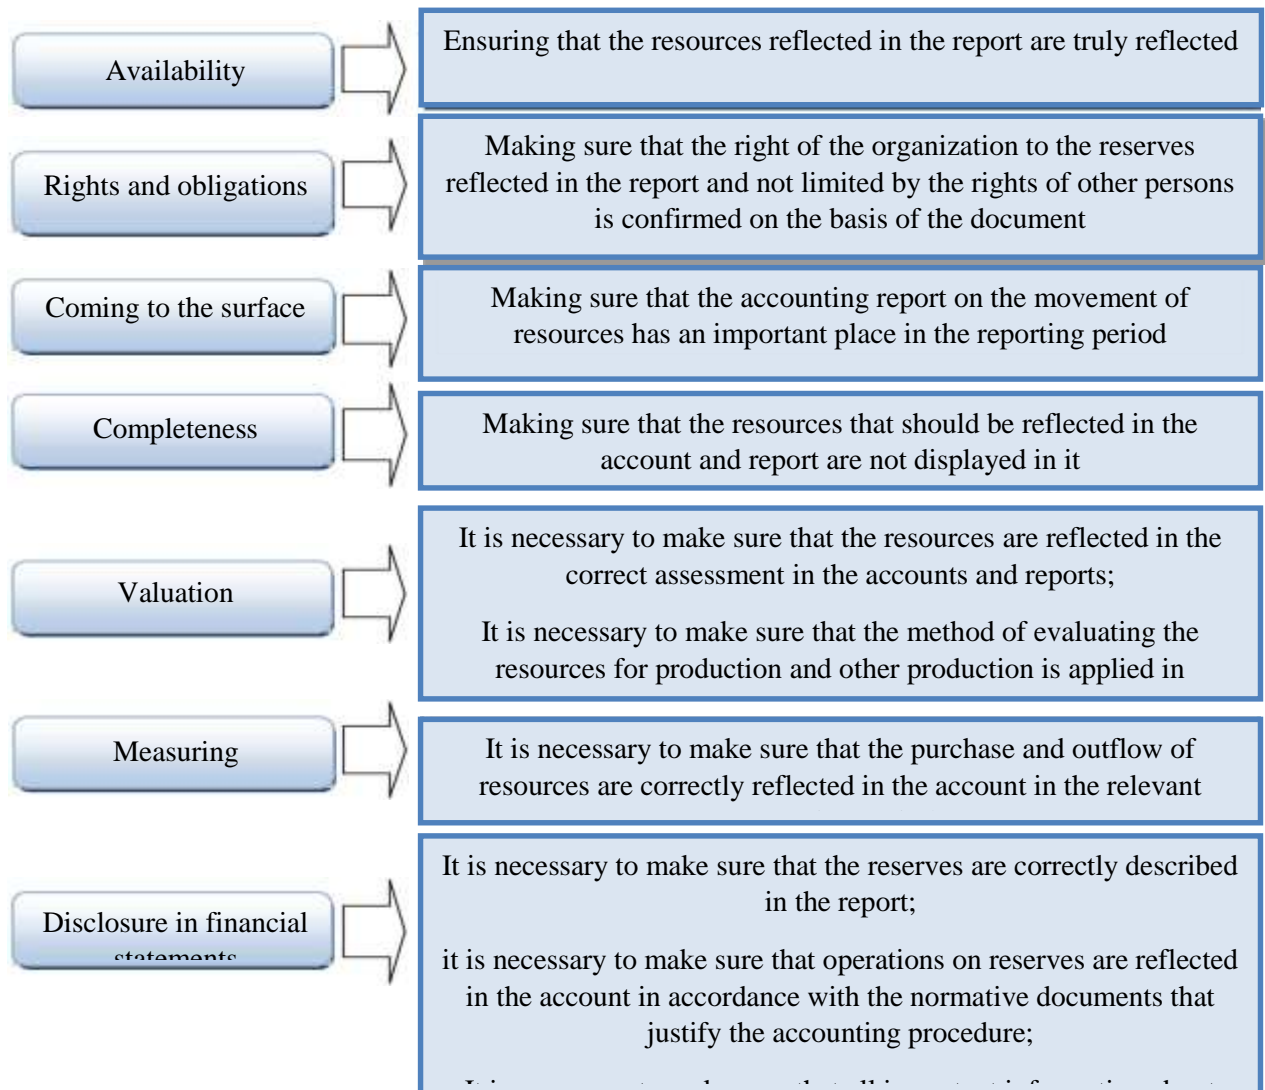 Availability
Ensuring that the resources reflected in the report are truly reflected
Rights and obligations
Making sure that the right of the organization to the reserves
reflected in the report and not limited by the rights of other persons
is confirmed on the basis of the document
Coming to the surface
Making sure that the accounting report on the movement of
resources has an important place in the reporting period
Completeness
Making sure that the resources that should be reflected in the
account and report are not displayed in it
Valuation
It is necessary to make sure that the resources are reflected in the
correct assessment in the accounts and reports;
It is necessary to make sure that the method of evaluating the
resources for production and other production is applied in
Measuring
It is necessary to make sure that the purchase and outflow of
resources are correctly reflected in the account in the relevant
Disclosure in financial
statements
It is necessary to make sure that the reserves are correctly described
in the report;
it is necessary to make sure that operations on reserves are reflected
in the account in accordance with the normative documents that
justify the accounting procedure;